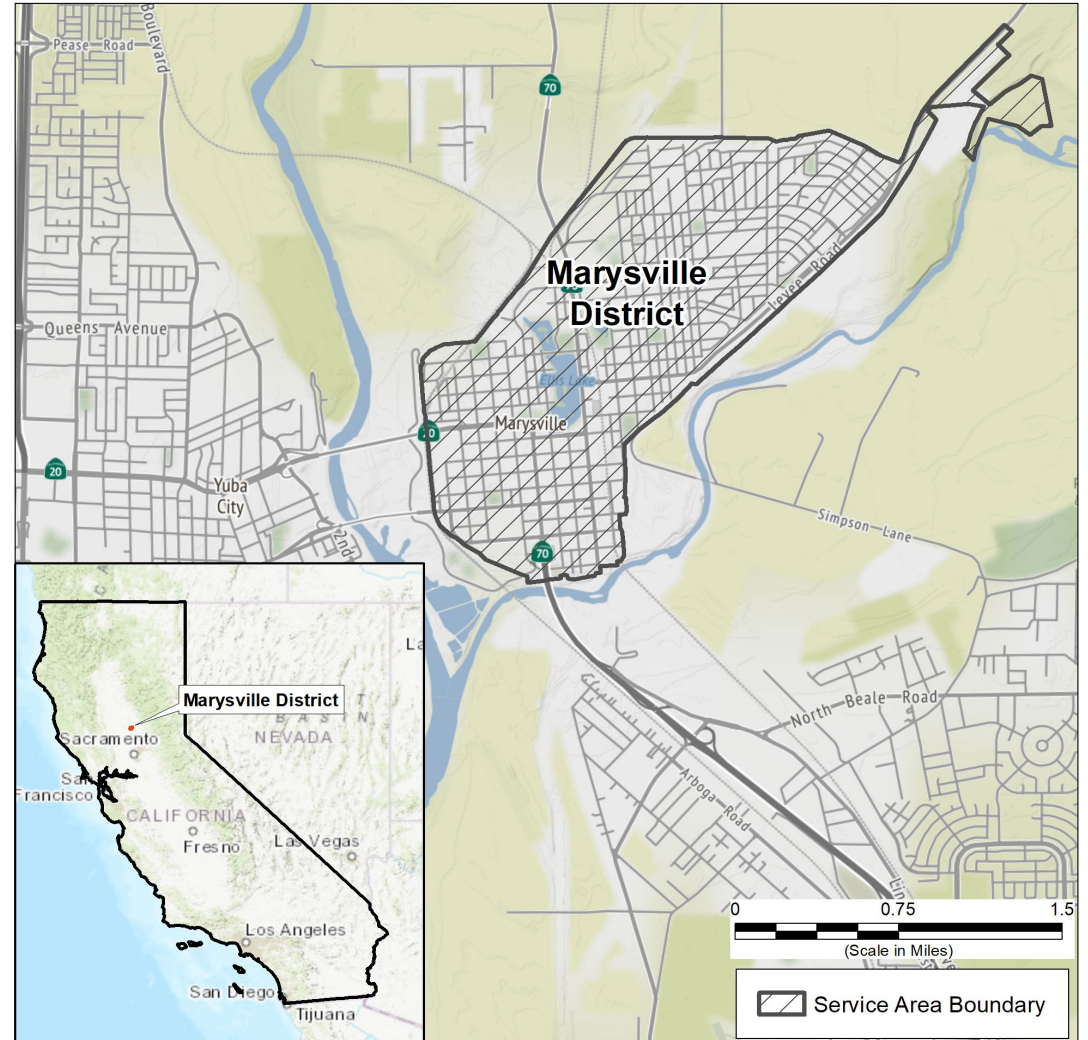 Pease Road
Boulevard
70
Marysville
District
Levee Road
Queens Avenue
Ellis Lake
Marysville
20
20
Yuba
City
2nd
Simpson Lane
70
North Beale Road
Arboga Road
Marysville District
BASIN
NEVADA
Sacramento
San
Francisco
CALIFORNIA
Fresno
Las Vegas
Los Angeles
San Diego
Tijuana
0
0.75
1.5
(Scale in Miles)
Service Area Boundary